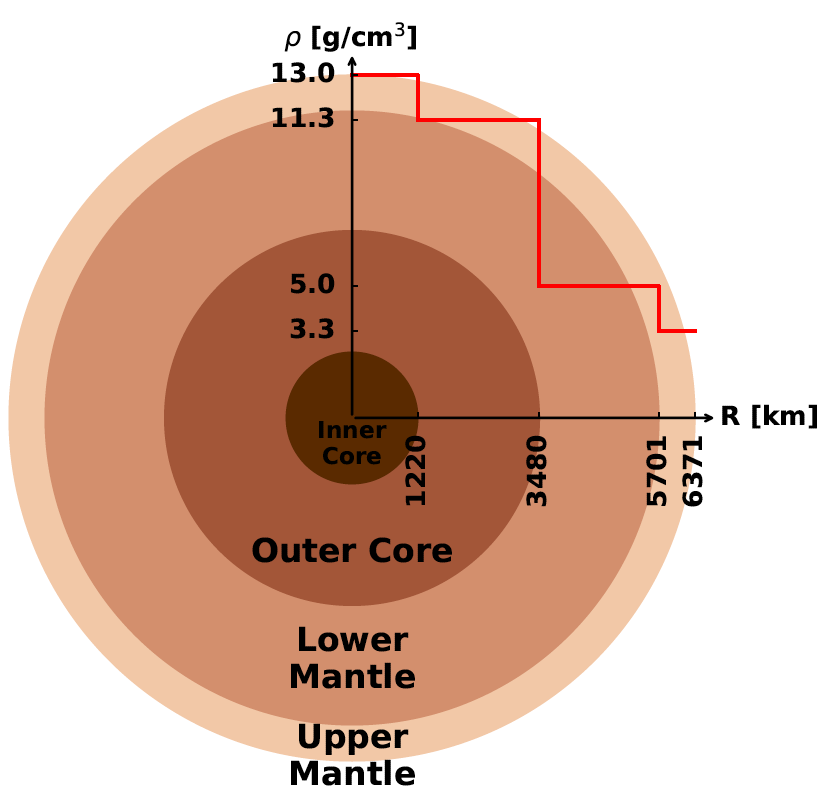 ρ [g/cm³]
13.0
11.3
5.0
3.3
R [km]
1220
3480
5701
6371
Inner
Core
Outer Core
Lower
Mantle
Upper
Mantle